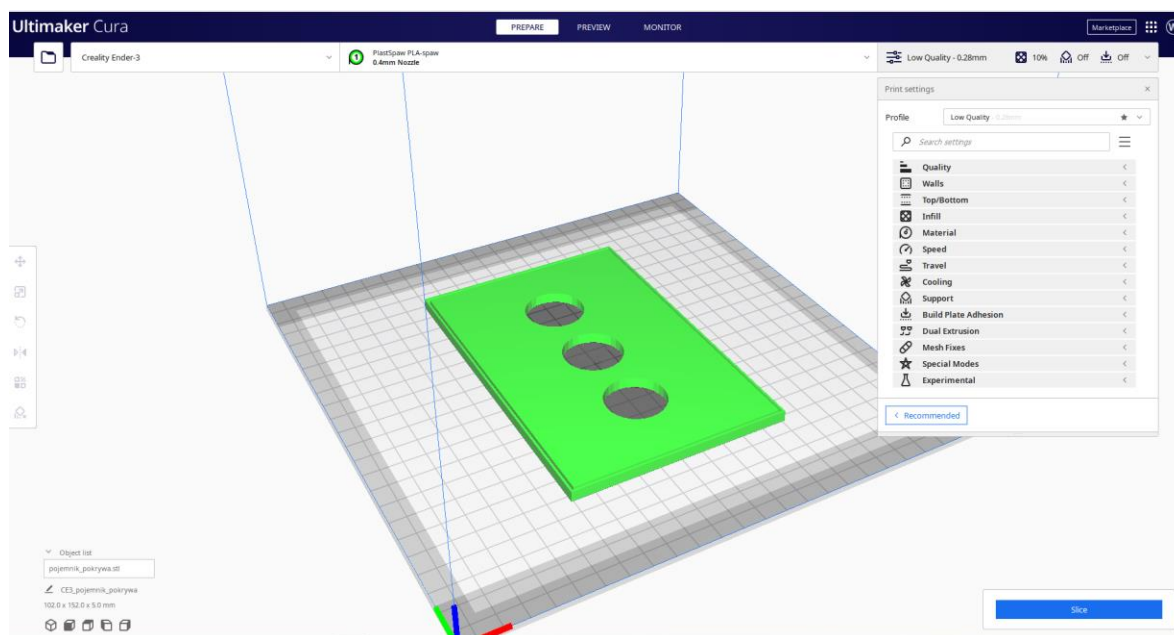 Ultimaker Cura
PREPARE PREVIEW MONITOR
Marketplace
Creality Ender-3
1
PlastSpaw PLA-spaw
0.4mm Nozzle
Low Quality - 0.28mm 10% Off Off
Print settings ×
Profile Low Quality - 0.28mm
Search settings
Quality
Walls
Top/Bottom
Infill
Material
Speed
Travel
Cooling
Support
Build Plate Adhesion
Dual Extrusion
Mesh Fixes
Special Modes
Experimental
Recommended
Object list
pojemnik_pokrywa.stl
CE3_pojemnik_pokrywa
102.0 x 152.0 x 5.0 mm
Slice